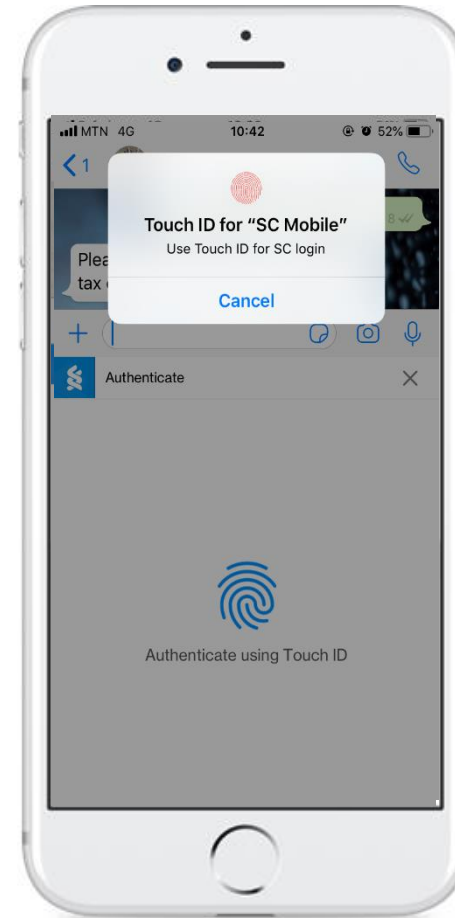 MTN 4G 10:42 52%
1
Touch ID for “SC Mobile”
Use Touch ID for SC login
8
Plea
tax
Cancel
Authenticate
Authenticate using Touch ID